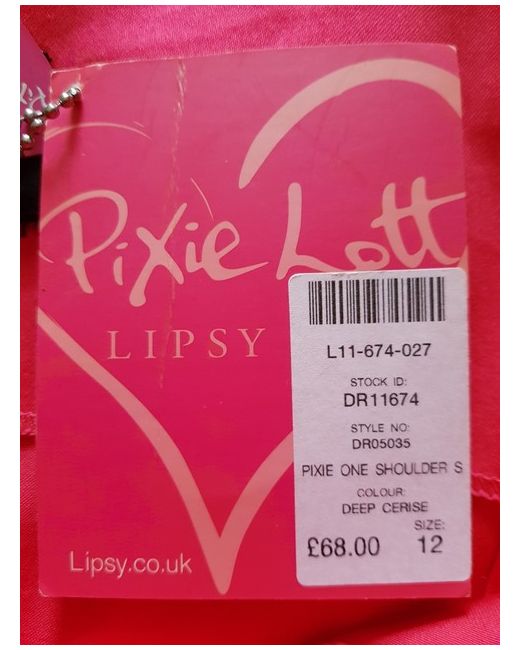 Pixie Lott
LIPSY
L11-674-027
STOCK ID:
DR11674
STYLE NO:
DR05035
PIXIE ONE SHOULDER S
COLOUR:
DEEP CERISE
SIZE:
£68.00 12
Lipsy.co.uk